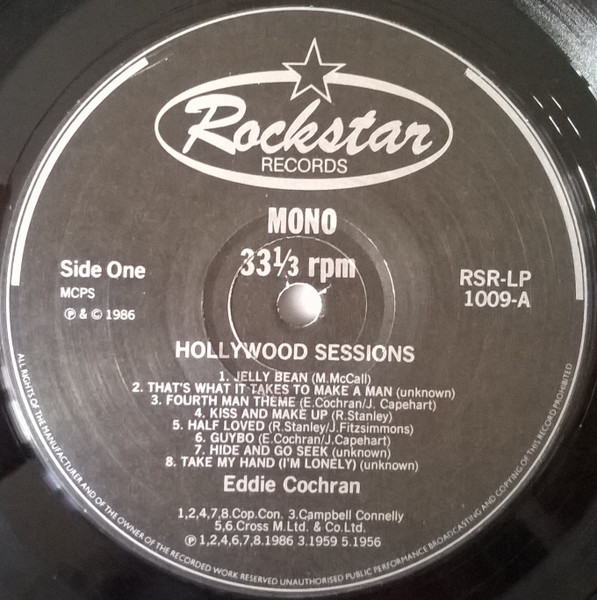 Rockstar
RECORDS
MONO
33⅓ rpm
Side One
MCPS
℗ & © 1986
RSR-LP
1009-A
HOLLYWOOD SESSIONS
1. JELLY BEAN (M.McCall)
2. THAT'S WHAT IT TAKES TO MAKE A MAN (unknown)
3. FOURTH MAN THEME (E.Cochran/J. Capehart)
4. KISS AND MAKE UP (R.Stanley)
5. HALF LOVED (R.Stanley/J.Fitzsimmons)
6. GUYBO (E.Cochran/J.Capehart)
7. HIDE AND GO SEEK (unknown)
8. TAKE MY HAND (I'M LONELY) (unknown)
Eddie Cochran
1,2,4,7,8.Cop.Con. 3.Campbell Connelly
5,6.Cross M.Ltd. & Co.Ltd.
℗ 1,2,4,6,7,8.1986 3.1959 5.1956
ALL RIGHTS OF THE MANUFACTURER AND OF THE OWNER OF THE RECORDED WORK RESERVED UNAUTHORISED PUBLIC PERFORMANCE BROADCASTING AND COPYING OF THIS RECORD PROHIBITED